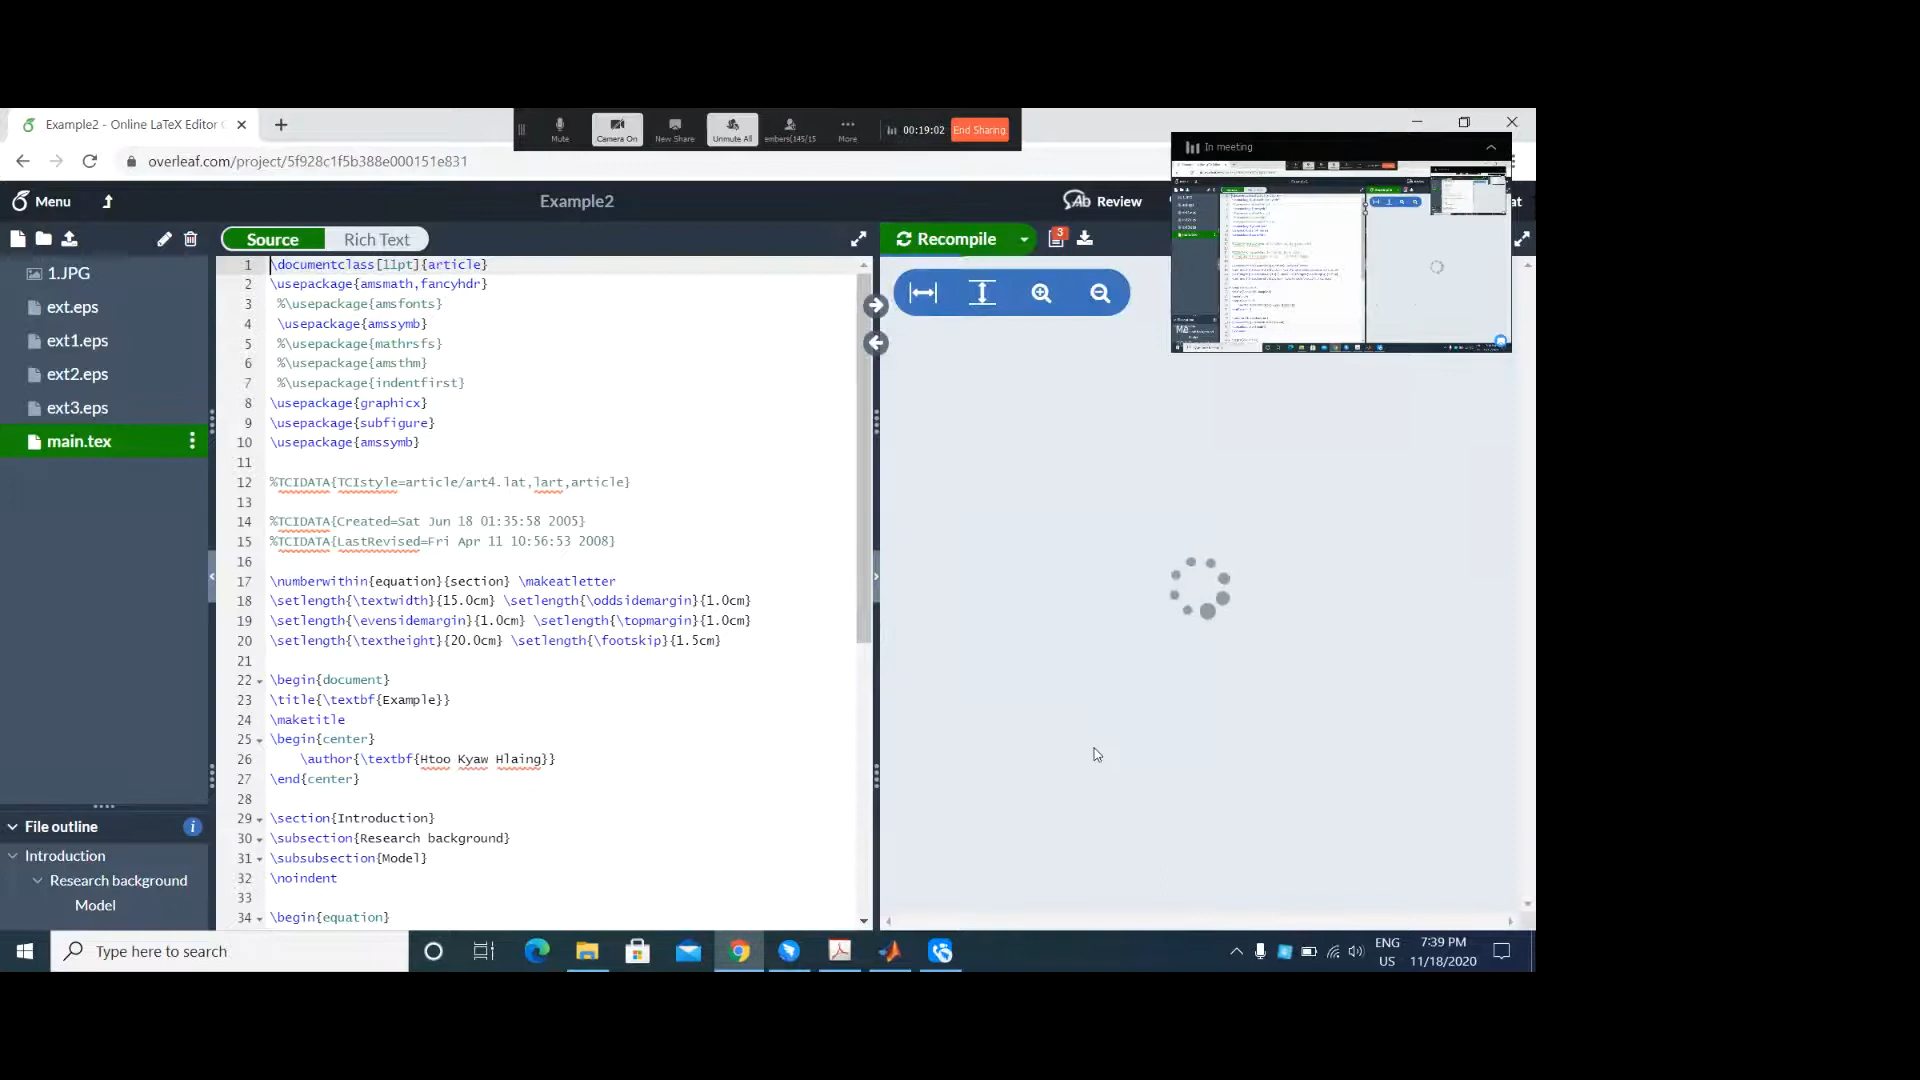 Example2 - Online LaTeX Editor
Mute
Camera On
New Share
Unmute All
embers(145/15
More
00:19:02
End Sharing
overleaf.com/project/5f928c1f5b388e000151e831
In meeting
Menu
Example2
Review
Source
Rich Text
Recompile
3
1.JPG
ext.eps
ext1.eps
ext2.eps
ext3.eps
main.tex
1 \documentclass[11pt]{article}
2 \usepackage{amsmath,fancyhdr}
3 %\usepackage{amsfonts}
4 \usepackage{amssymb}
5 %\usepackage{mathrsfs}
6 %\usepackage{amsthm}
7 %\usepackage{indentfirst}
8 \usepackage{graphicx}
9 \usepackage{subfigure}
10 \usepackage{amssymb}
11
12 %TCIDATA{TCIstyle=article/art4.lat,lart,article}
13
14 %TCIDATA{Created=Sat Jun 18 01:35:58 2005}
15 %TCIDATA{LastRevised=Fri Apr 11 10:56:53 2008}
16
17 \numberwithin{equation}{section} \makeatletter
18 \setlength{\textwidth}{15.0cm} \setlength{\oddsidemargin}{1.0cm}
19 \setlength{\evensidemargin}{1.0cm} \setlength{\topmargin}{1.0cm}
20 \setlength{\textheight}{20.0cm} \setlength{\footskip}{1.5cm}
21
22 \begin{document}
23 \title{\textbf{Example}}
24 \maketitle
25 \begin{center}
26 \author{\textbf{Htoo Kyaw Hlaing}}
27 \end{center}
28
29 \section{Introduction}
30 \subsection{Research background}
31 \subsubsection{Model}
32 \noindent
33
34 \begin{equation}
File outline
Introduction
Research background
Model
Type here to search
ENG
US
7:39 PM
11/18/2020